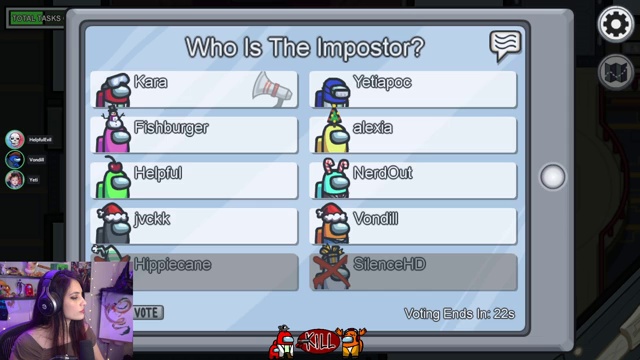 TOTAL TASKS
Who Is The Impostor?
Kara
Yetiapoc
Fishburger
alexia
Helpful
NerdOut
jvckk
Vondill
Hipplecane
SilenceHD
HelpfulEvil
Vondill
Yeti
VOTE
Voting Ends In: 22s
KILL